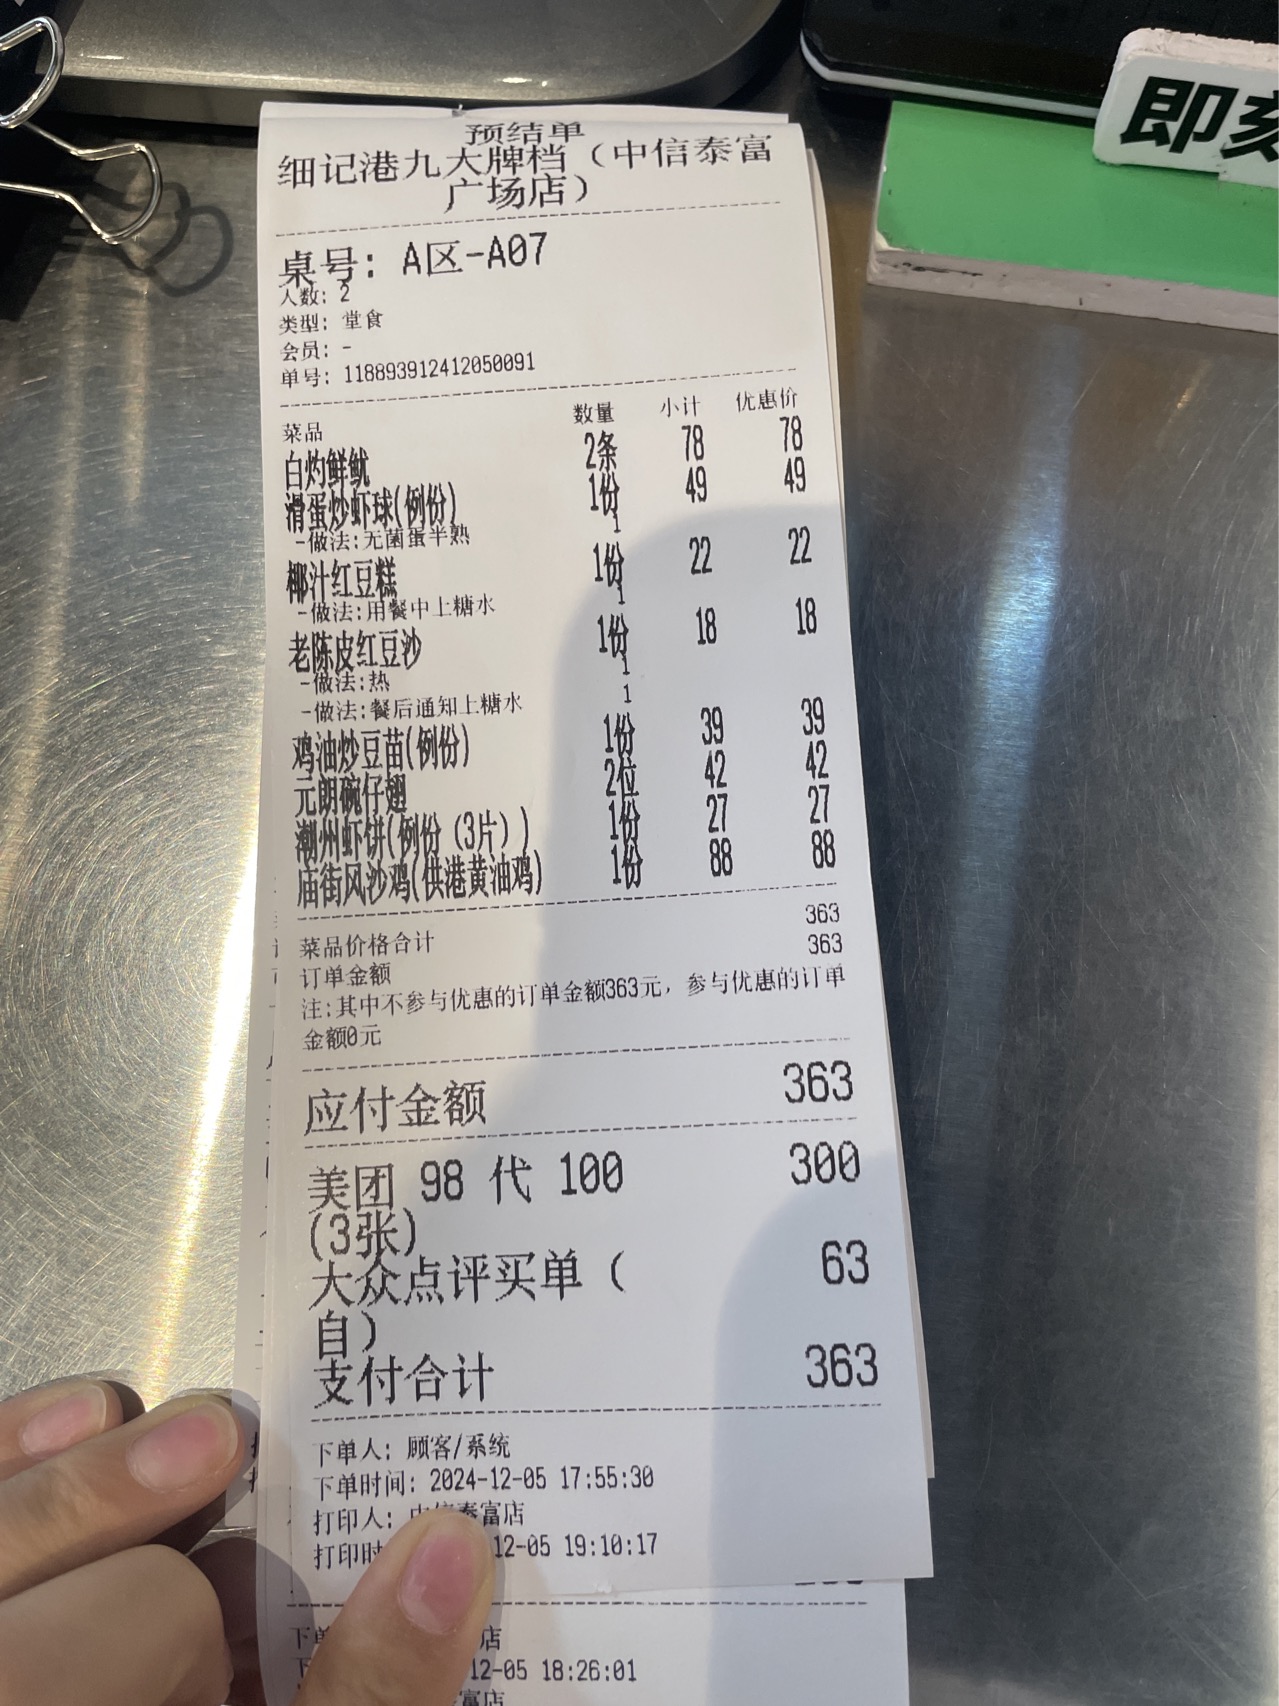 即刻
预结单
细记港九大牌档（中信泰富
广场店）
桌号: A区-A07
人数: 2
类型: 堂食
会员: -
单号: 118893912412050091
菜品 数量 小计 优惠价
白灼鲜鱿 2条 78 78
滑蛋炒虾球(例份) 1份 49 49
-做法:无菌蛋半熟 1
椰汁红豆糕 1份 22 22
-做法:用餐中上糖水 1
老陈皮红豆沙 1份 18 18
-做法:热 1
-做法:餐后通知上糖水 1
鸡油炒豆苗(例份) 1份 39 39
元朗碗仔翅 2位 42 42
潮州虾饼(例份（3片）) 1份 27 27
庙街风沙鸡(供港黄油鸡) 1份 88 88
菜品价格合计 363
订单金额 363
注:其中不参与优惠的订单金额363元，参与优惠的订单
金额0元
应付金额 363
美团 98 代 100 300
(3张)
大众点评买单（ 63
自）
支付合计 363
下单人: 顾客/系统
下单时间: 2024-12-05 17:55:30
打印人: 中信泰富店
打印时 12-05 19:10:17
店
12-05 18:26:01
富店